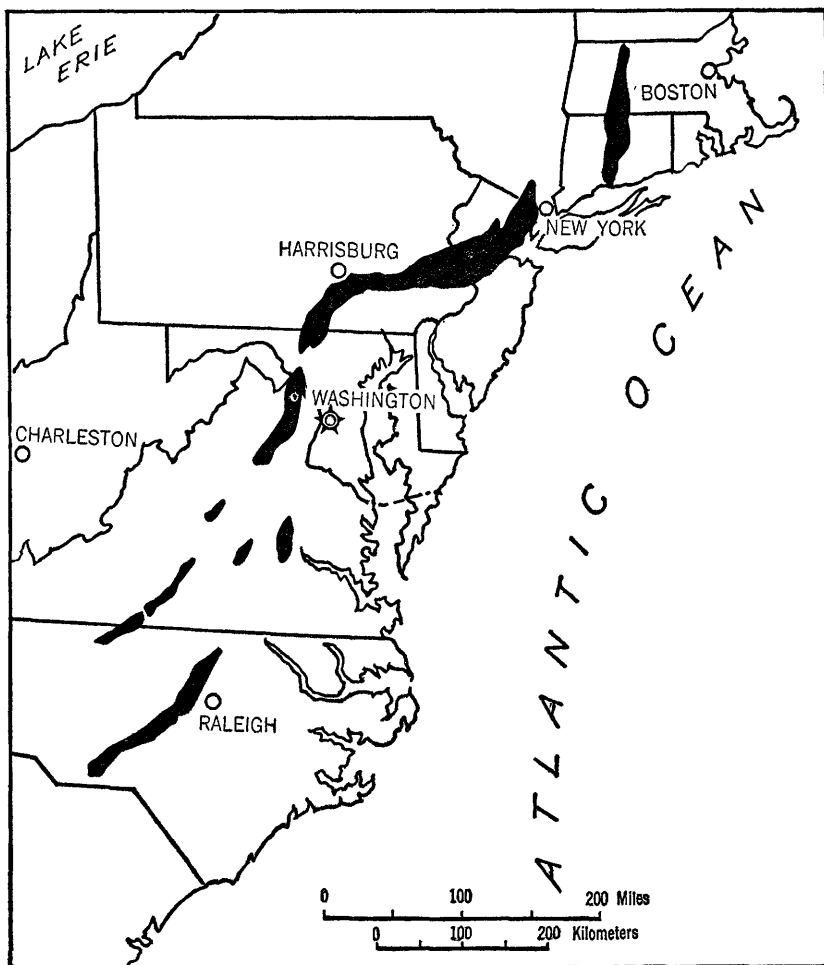 LAKE
ERIE
BOSTON
NEW YORK
HARRISBURG
WASHINGTON
CHARLESTON
RALEIGH
ATLANTIC OCEAN
0 100 200 Miles
0 100 200 Kilometers